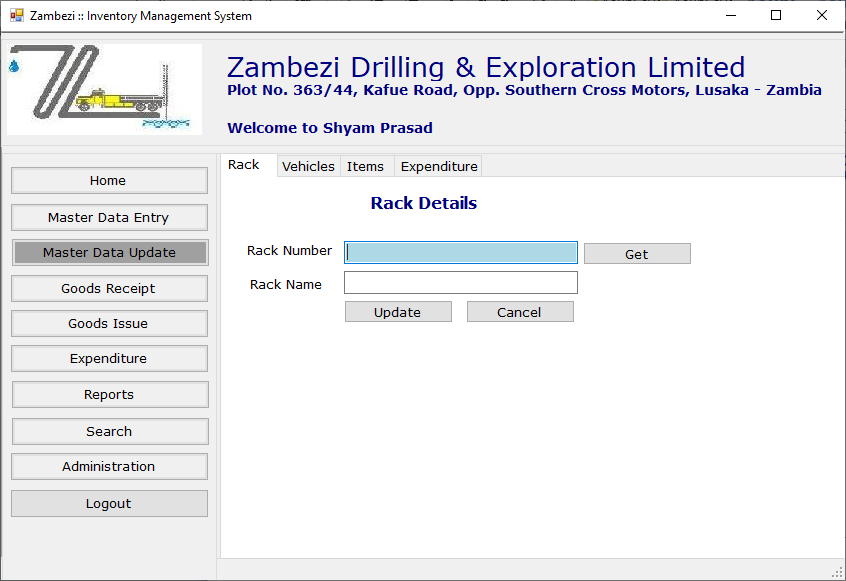 Zambezi :: Inventory Management System
Zambezi Drilling & Exploration Limited
Plot No. 363/44, Kafue Road, Opp. Southern Cross Motors, Lusaka - Zambia
Welcome to Shyam Prasad
Home
Master Data Entry
Master Data Update
Goods Receipt
Goods Issue
Expenditure
Reports
Search
Administration
Logout
Rack Vehicles Items Expenditure
Rack Details
Rack Number Get
Rack Name
Update Cancel